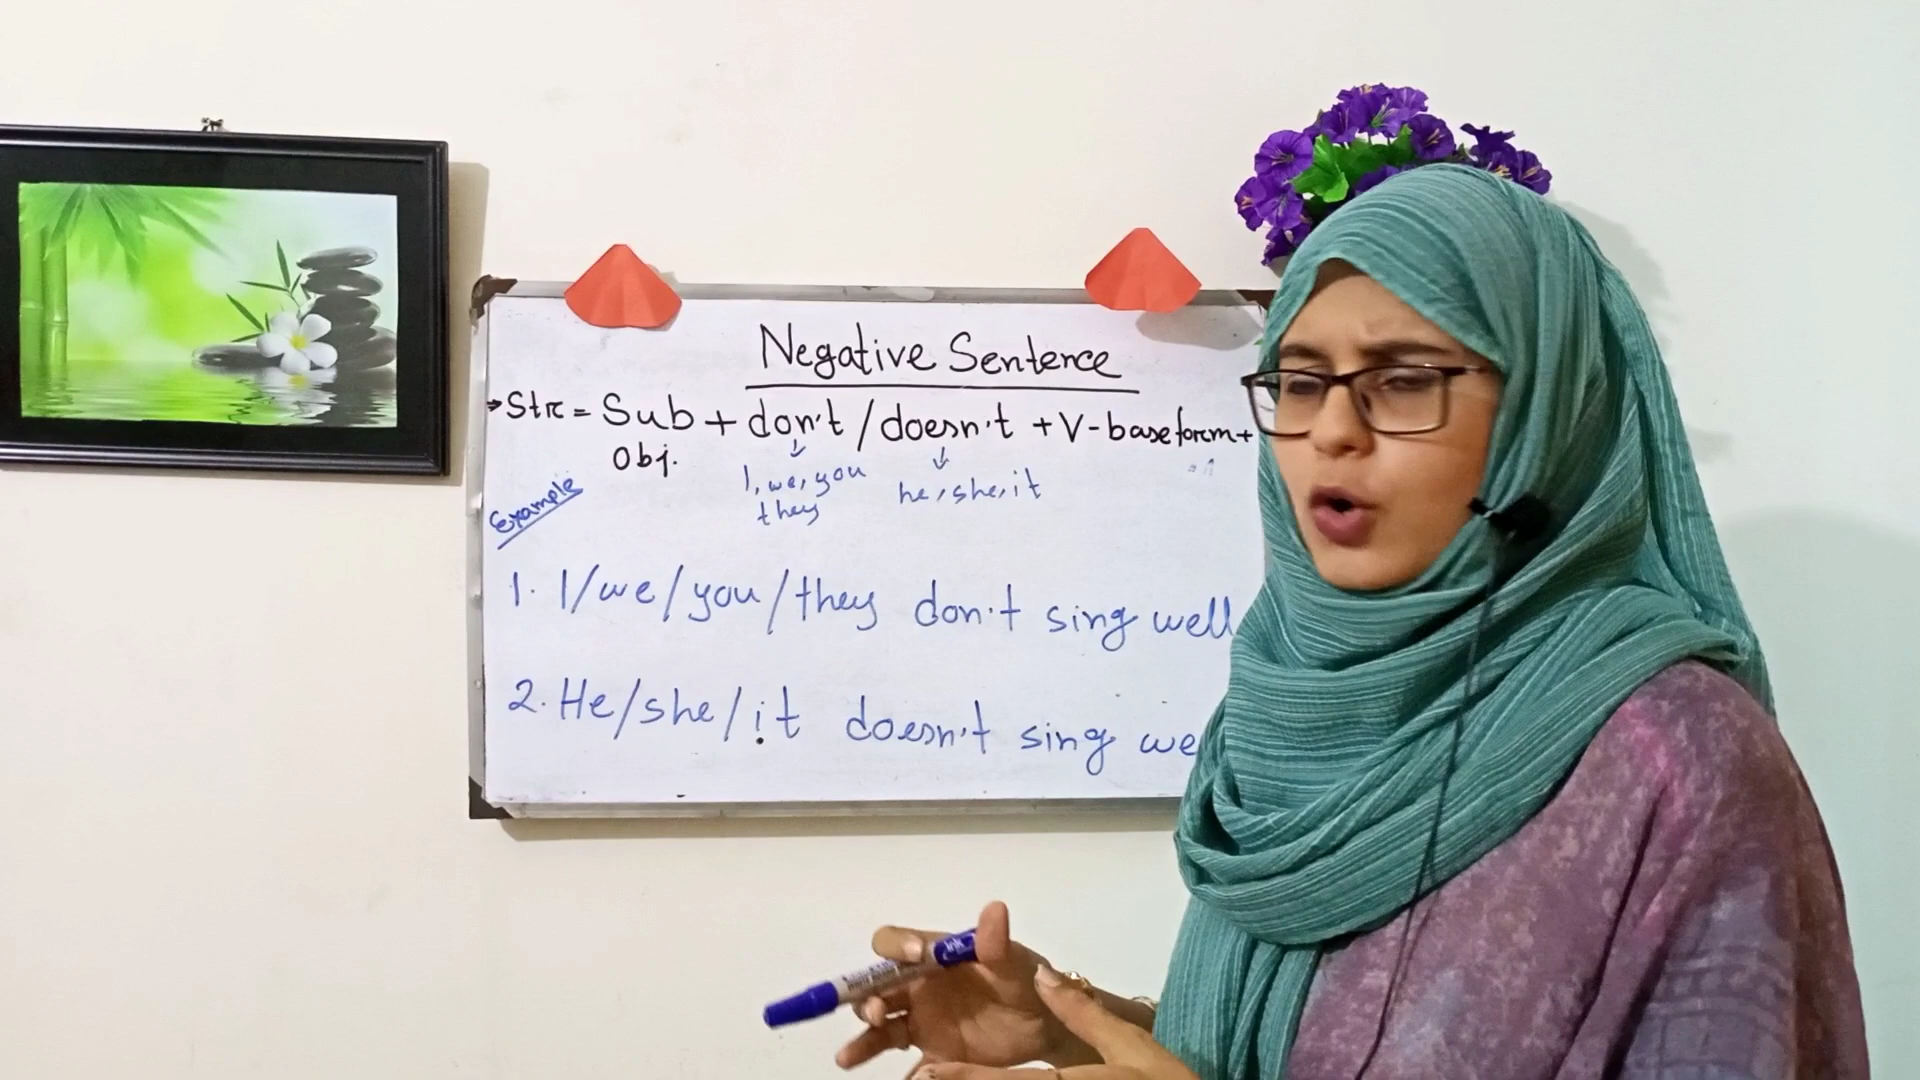 Negative Sentence
→Str = Sub + don't / doesn't + V-base form +
Obj.
I, we, you
they
he, she, it
Example
1. I/we/you/they don't sing well
2. He/she/it doesn't sing we
ink